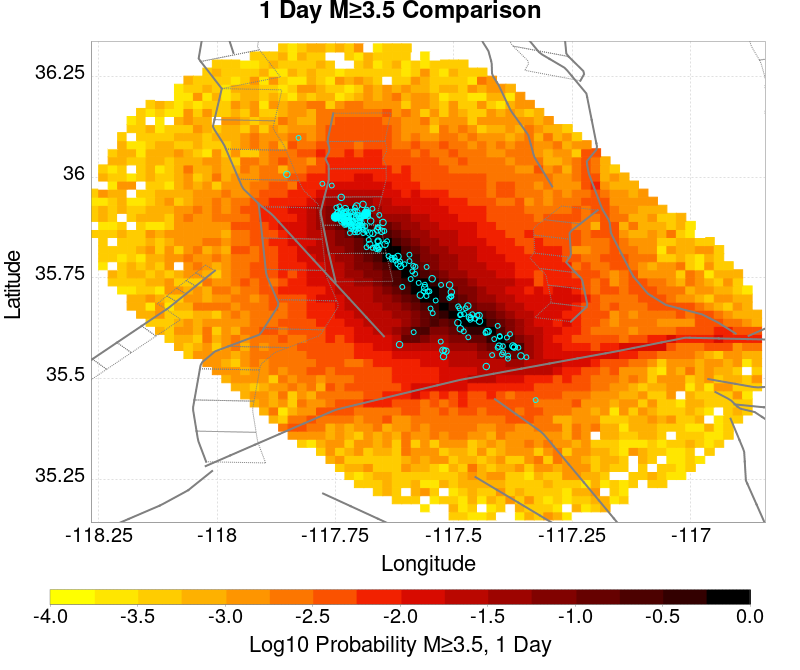 1 Day M≥3.5 Comparison
36.25
36
35.75
35.5
35.25
Latitude
-118.25 -118 -117.75 -117.5 -117.25 -117
Longitude
-4.0 -3.5 -3.0 -2.5 -2.0 -1.5 -1.0 -0.5 0.0
Log10 Probability M≥3.5, 1 Day